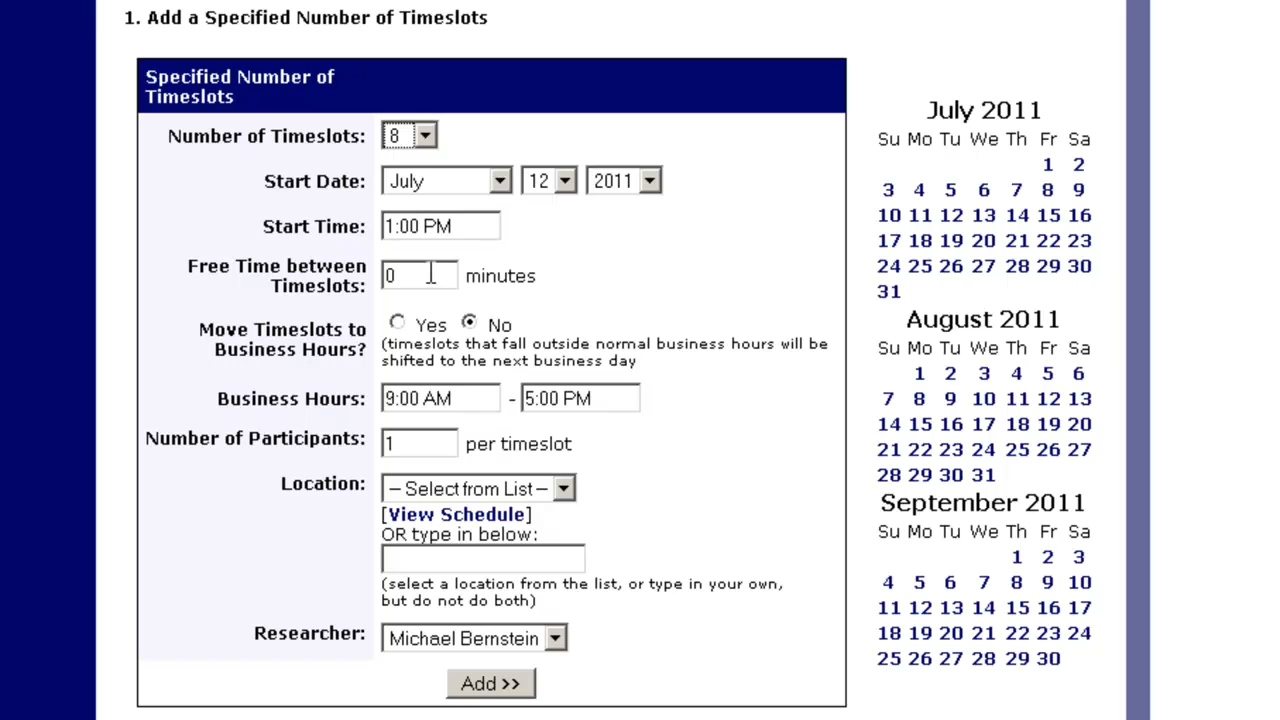 1. Add a Specified Number of Timeslots
Specified Number of
Timeslots
Number of Timeslots: 8
Start Date: July 12 2011
Start Time: 1:00 PM
Free Time between
Timeslots: 0 minutes
Move Timeslots to
Business Hours? Yes No
(timeslots that fall outside normal business hours will be
shifted to the next business day
Business Hours: 9:00 AM - 5:00 PM
Number of Participants: 1 per timeslot
Location: -- Select from List --
[View Schedule]
OR type in below:
(select a location from the list, or type in your own,
but do not do both)
Researcher: Michael Bernstein
Add >>
July 2011
Su Mo Tu We Th Fr Sa
1 2
3 4 5 6 7 8 9
10 11 12 13 14 15 16
17 18 19 20 21 22 23
24 25 26 27 28 29 30
31
August 2011
Su Mo Tu We Th Fr Sa
1 2 3 4 5 6
7 8 9 10 11 12 13
14 15 16 17 18 19 20
21 22 23 24 25 26 27
28 29 30 31
September 2011
Su Mo Tu We Th Fr Sa
1 2 3
4 5 6 7 8 9 10
11 12 13 14 15 16 17
18 19 20 21 22 23 24
25 26 27 28 29 30